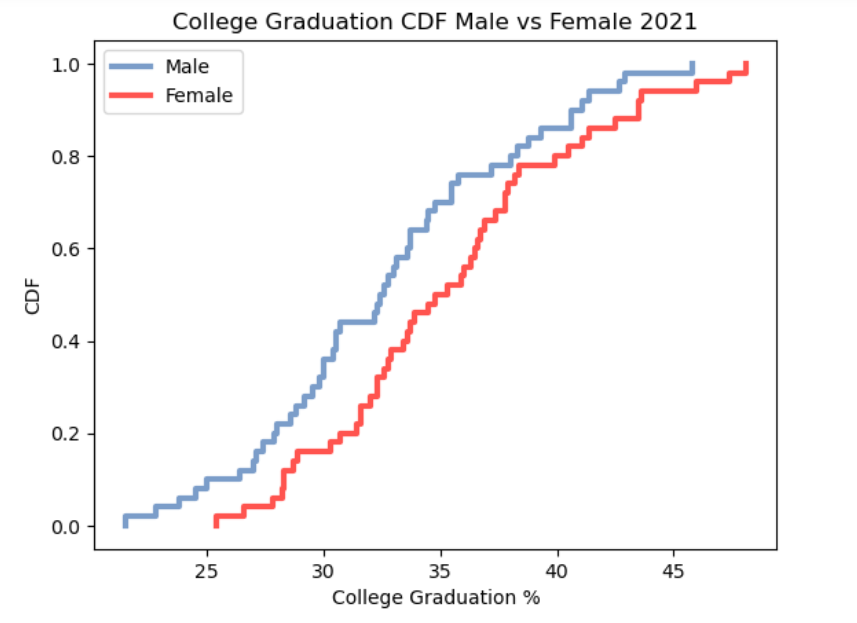 College Graduation CDF Male vs Female 2021
Male
Female
1.0
0.8
0.6
0.4
0.2
0.0
CDF
25 30 35 40 45
College Graduation %